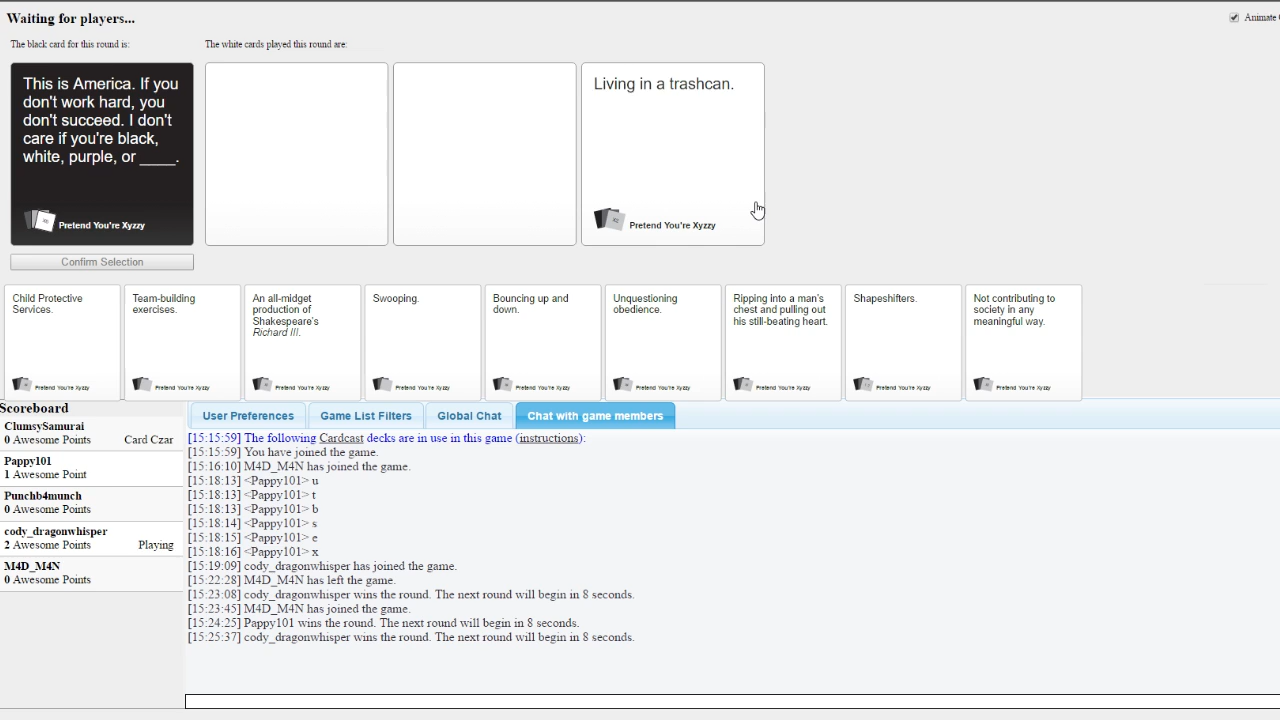 Waiting for players...
Animate
The black card for this round is:
The white cards played this round are:
This is America. If you
don't work hard, you
don't succeed. I don't
care if you're black,
white, purple, or ____.
Pretend You're Xyzzy
Living in a trashcan.
Pretend You're Xyzzy
Confirm Selection
Child Protective
Services.
Pretend You're Xyzzy
Team-building
exercises.
Pretend You're Xyzzy
An all-midget
production of
Shakespeare's
Richard III.
Pretend You're Xyzzy
Swooping.
Pretend You're Xyzzy
Bouncing up and
down.
Pretend You're Xyzzy
Unquestioning
obedience.
Pretend You're Xyzzy
Ripping into a man's
chest and pulling out
his still-beating heart.
Pretend You're Xyzzy
Shapeshifters.
Pretend You're Xyzzy
Not contributing to
society in any
meaningful way.
Pretend You're Xyzzy
Scoreboard
ClumsySamurai
0 Awesome Points Card Czar
Pappy101
1 Awesome Point
Punchb4munch
0 Awesome Points
cody_dragonwhisper
2 Awesome Points Playing
M4D_M4N
0 Awesome Points
User Preferences
Game List Filters
Global Chat
Chat with game members
[15:15:59] The following Cardcast decks are in use in this game (instructions):
[15:15:59] You have joined the game.
[15:16:10] M4D_M4N has joined the game.
[15:18:13] <Pappy101> u
[15:18:13] <Pappy101> t
[15:18:13] <Pappy101> b
[15:18:14] <Pappy101> s
[15:18:15] <Pappy101> e
[15:18:16] <Pappy101> x
[15:19:09] cody_dragonwhisper has joined the game.
[15:22:28] M4D_M4N has left the game.
[15:23:08] cody_dragonwhisper wins the round. The next round will begin in 8 seconds.
[15:23:45] M4D_M4N has joined the game.
[15:24:25] Pappy101 wins the round. The next round will begin in 8 seconds.
[15:25:37] cody_dragonwhisper wins the round. The next round will begin in 8 seconds.